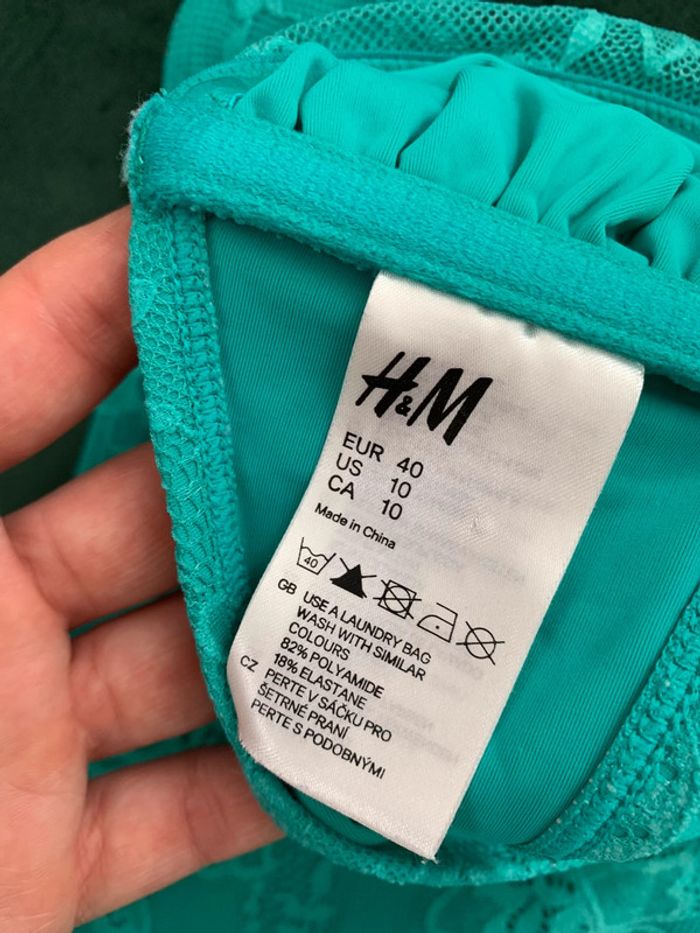 H&M
EUR 40
US 10
CA 10
Made in China
40
GB USE A LAUNDRY BAG
WASH WITH SIMILAR
COLOURS
82% POLYAMIDE
18% ELASTANE
CZ PERTE V SÁČKU PRO
ŠETRNÉ PRANÍ
PERTE S PODOBNÝMI